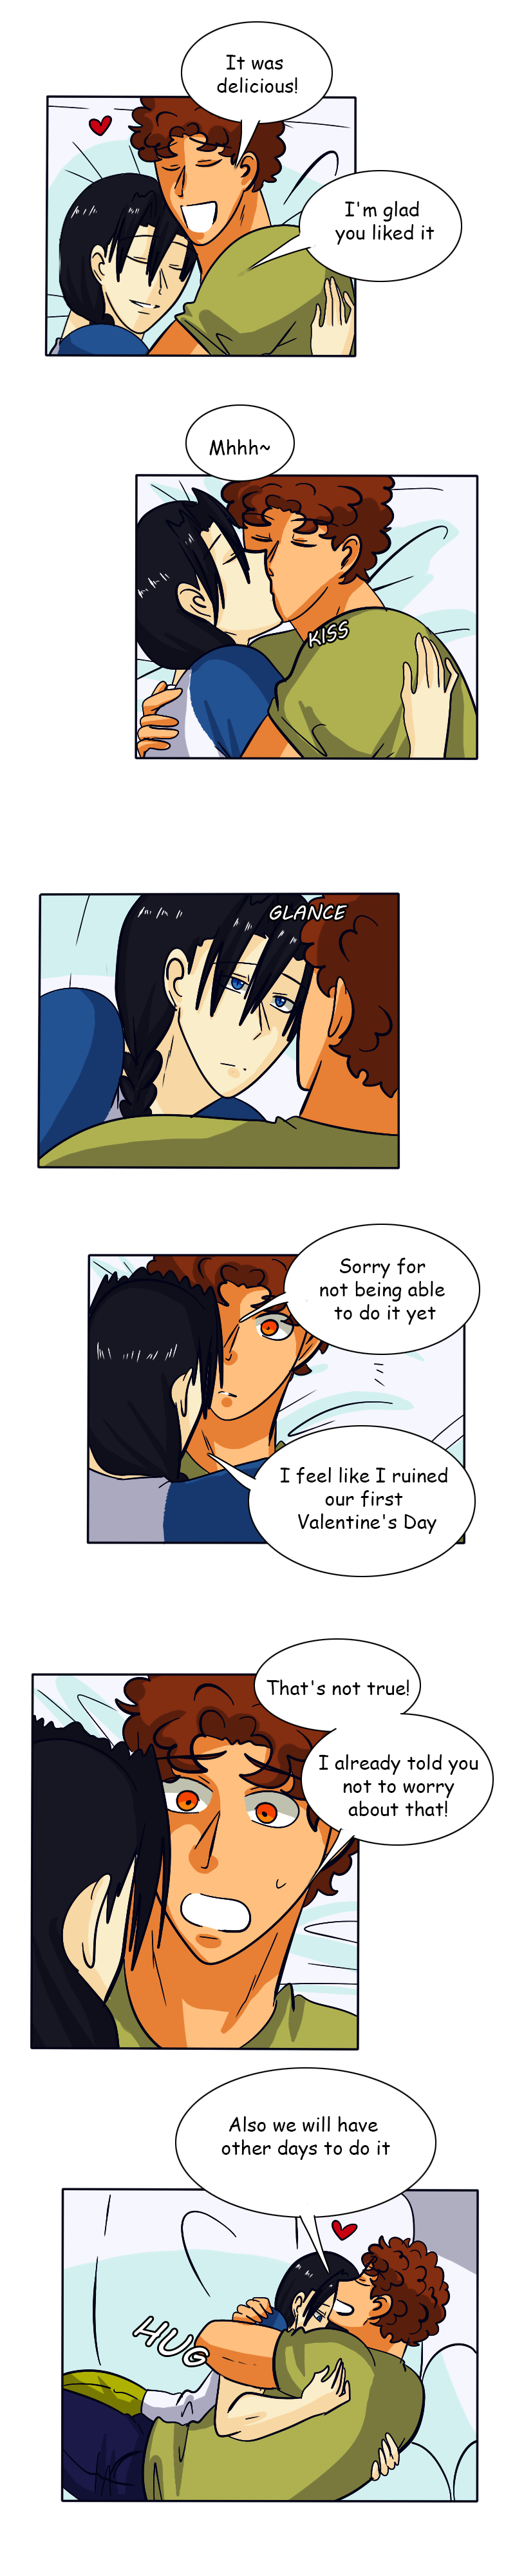 It was
delicious!
I'm glad
you liked it
Mhhh~
KISS
GLANCE
Sorry for
not being able
to do it yet
I feel like I ruined
our first
Valentine's Day
That's not true!
I already told you
not to worry
about that!
Also we will have
other days to do it
HUG